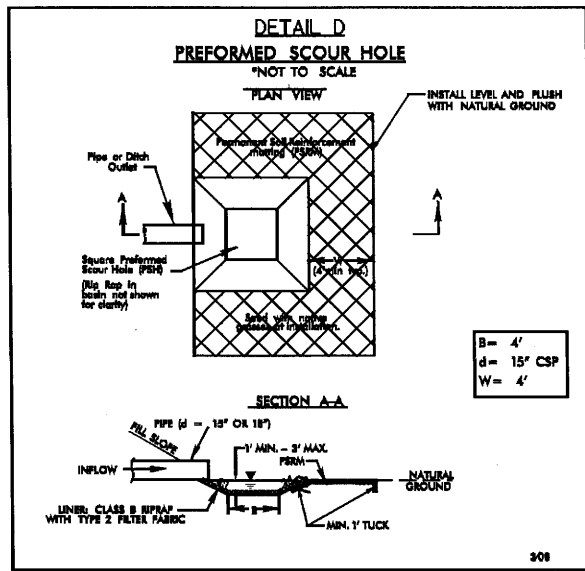 DETAIL D
PREFORMED SCOUR HOLE
*NOT TO SCALE
PLAN VIEW
INSTALL LEVEL AND FLUSH
WITH NATURAL GROUND
Permanent Soil Reinforcement
matting (PSRM)
Pipe or Ditch
Outlet
A
A
Square Preformed
Scour Hole (PSH)
(Rip Rap in
basin not shown
for clarity)
W
(4' min typ.)
Seed with native
grasses at installation.
B= 4'
d= 15" CSP
W= 4'
SECTION A-A
PIPE (d = 15" OR 18")
FILL SLOPE
1' MIN. - 3' MAX.
PSRM
INFLOW
NATURAL
GROUND
B
LINER: CLASS B RIPRAP
WITH TYPE 2 FILTER FABRIC
MIN. 1' TUCK